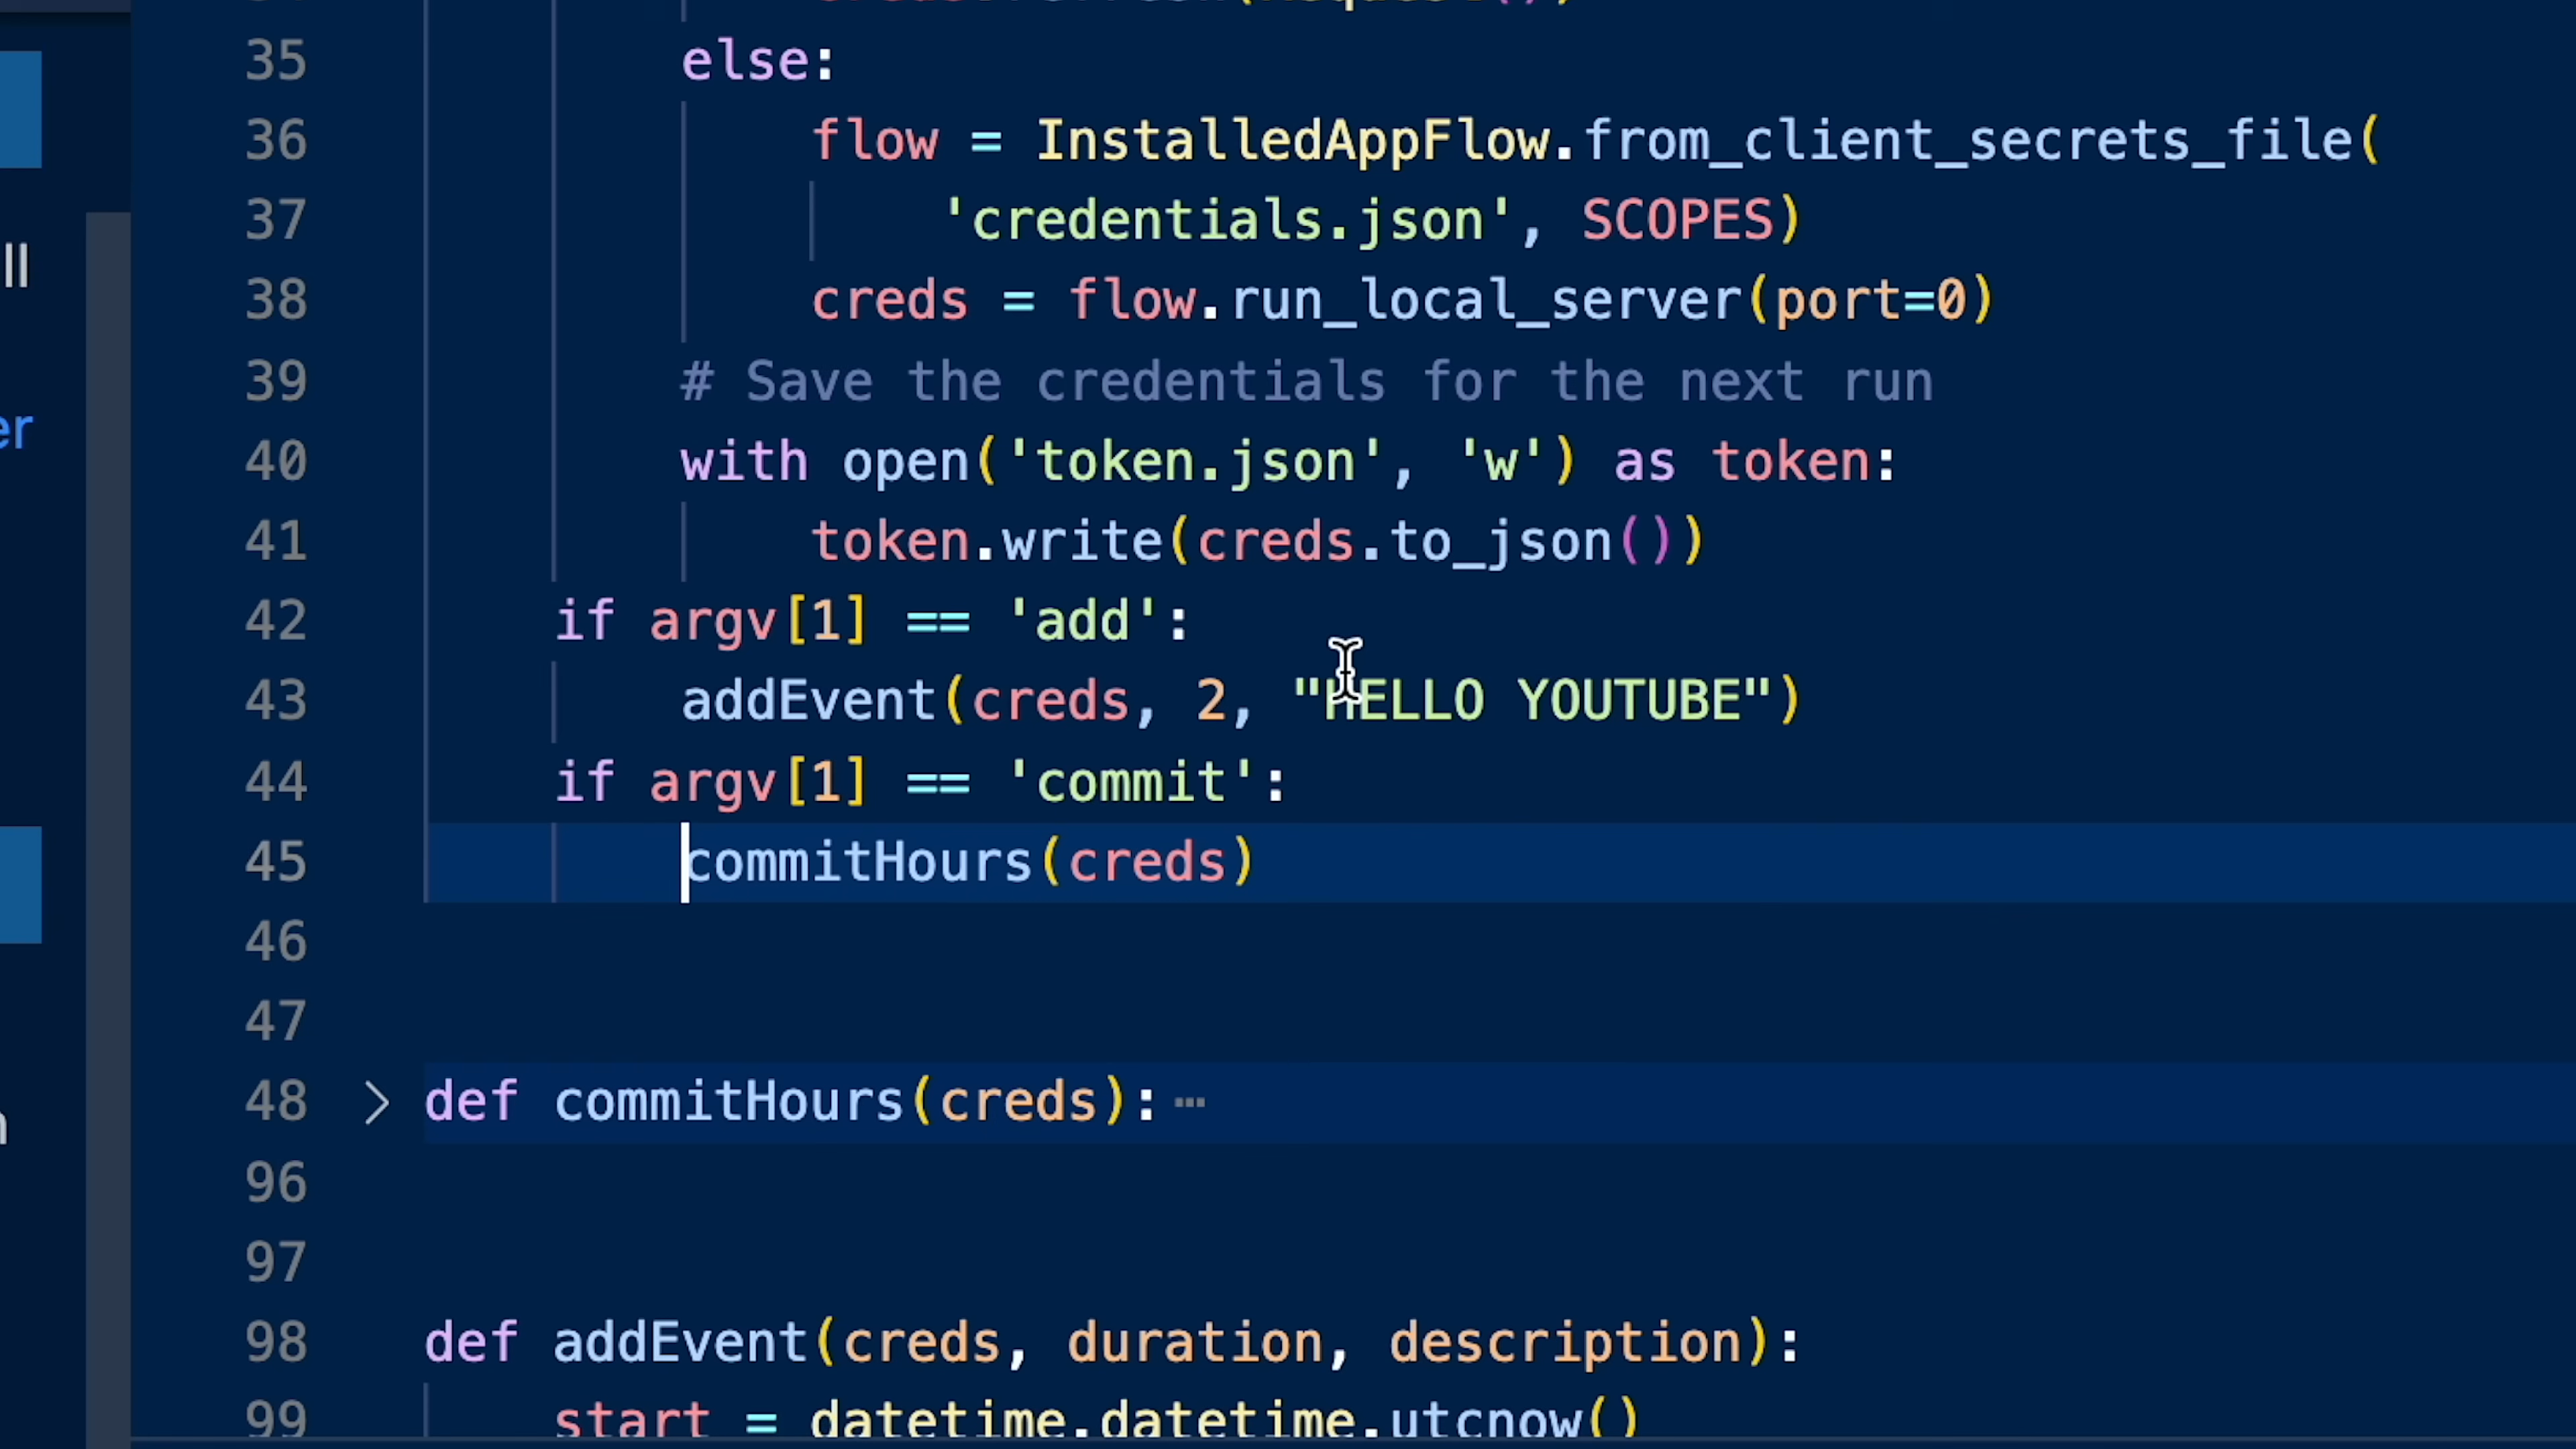 35 else:
36 flow = InstalledAppFlow.from_client_secrets_file(
37 'credentials.json', SCOPES)
38 creds = flow.run_local_server(port=0)
39 # Save the credentials for the next run
40 with open('token.json', 'w') as token:
41 token.write(creds.to_json())
42 if argv[1] == 'add':
43 addEvent(creds, 2, "HELLO YOUTUBE")
44 if argv[1] == 'commit':
45 commitHours(creds)
46
47
48 def commitHours(creds):
96
97
98 def addEvent(creds, duration, description):
99 start = datetime.datetime.utcnow()